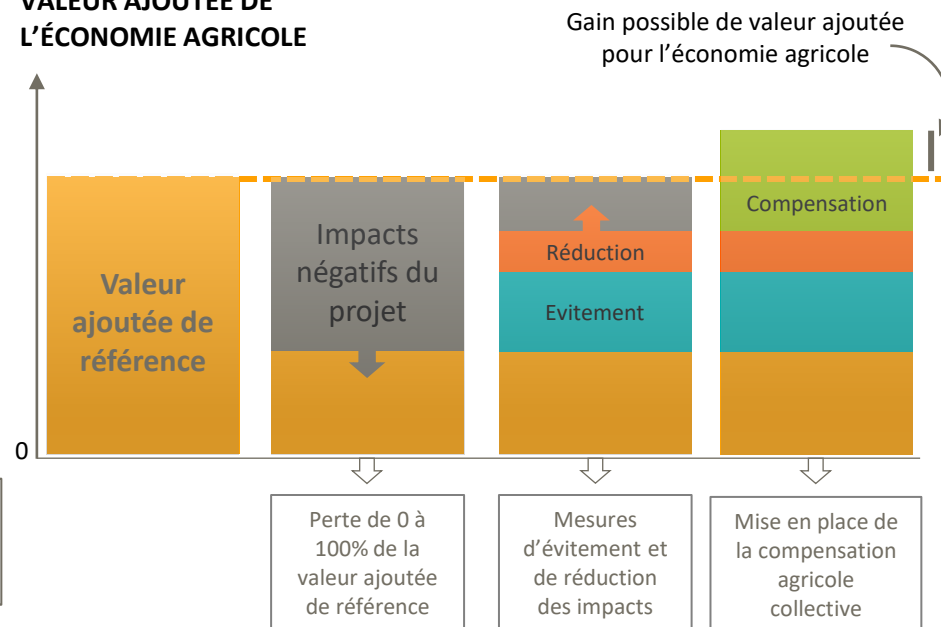 VALEUR AJOUTÉE DE
L’ÉCONOMIE AGRICOLE
Gain possible de valeur ajoutée
pour l’économie agricole
Valeur
ajoutée de
référence
Impacts
négatifs du
projet
Réduction
Evitement
Compensation
0
Perte de 0 à
100% de la
valeur ajoutée
de référence
Mesures
d’évitement et
de réduction
des impacts
Mise en place de
la compensation
agricole
collective